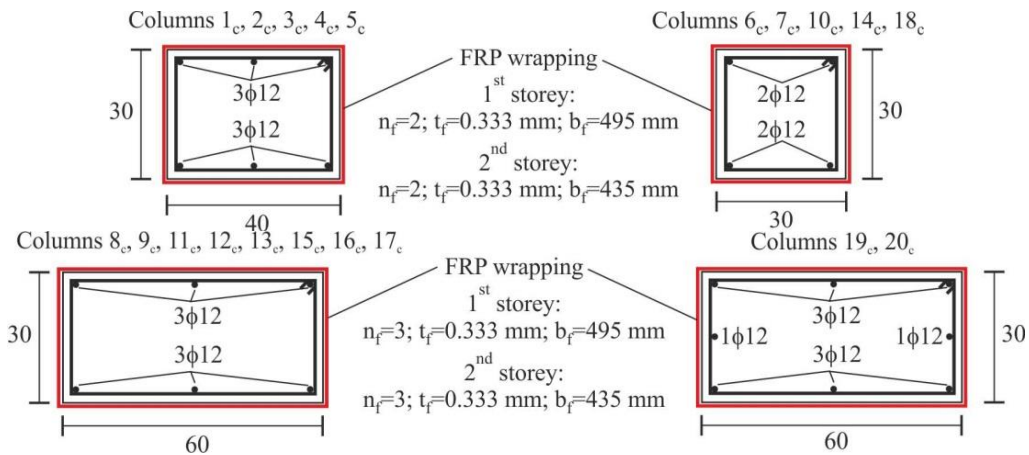 Columns 1c, 2c, 3c, 4c, 5c
30
3ϕ12
3ϕ12
40
FRP wrapping
1st storey:
nf=2; tf=0.333 mm; bf=495 mm
2nd storey:
nf=2; tf=0.333 mm; bf=435 mm
Columns 6c, 7c, 10c, 14c, 18c
2ϕ12
2ϕ12
30
30
Columns 8c, 9c, 11c, 12c, 13c, 15c, 16c, 17c
30
3ϕ12
3ϕ12
60
FRP wrapping
1st storey:
nf=3; tf=0.333 mm; bf=495 mm
2nd storey:
nf=3; tf=0.333 mm; bf=435 mm
Columns 19c, 20c
3ϕ12
1ϕ12 1ϕ12
3ϕ12
30
60